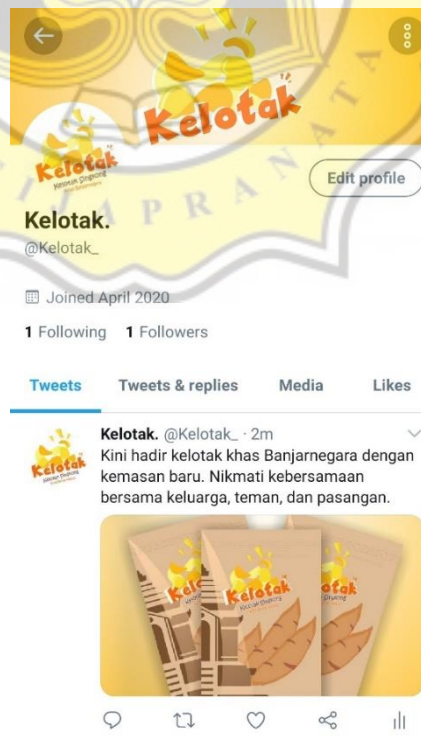 Kelotak
Kelotak
Edit profile
Kelotak.
@Kelotak_
Joined April 2020
1 Following 1 Followers
Tweets Tweets & replies Media Likes
Kelotak. @Kelotak_ · 2m
Kini hadir kelotak khas Banjarnegara dengan
kemasan baru. Nikmati kebersamaan
bersama keluarga, teman, dan pasangan.
Kelotak
Kelotak